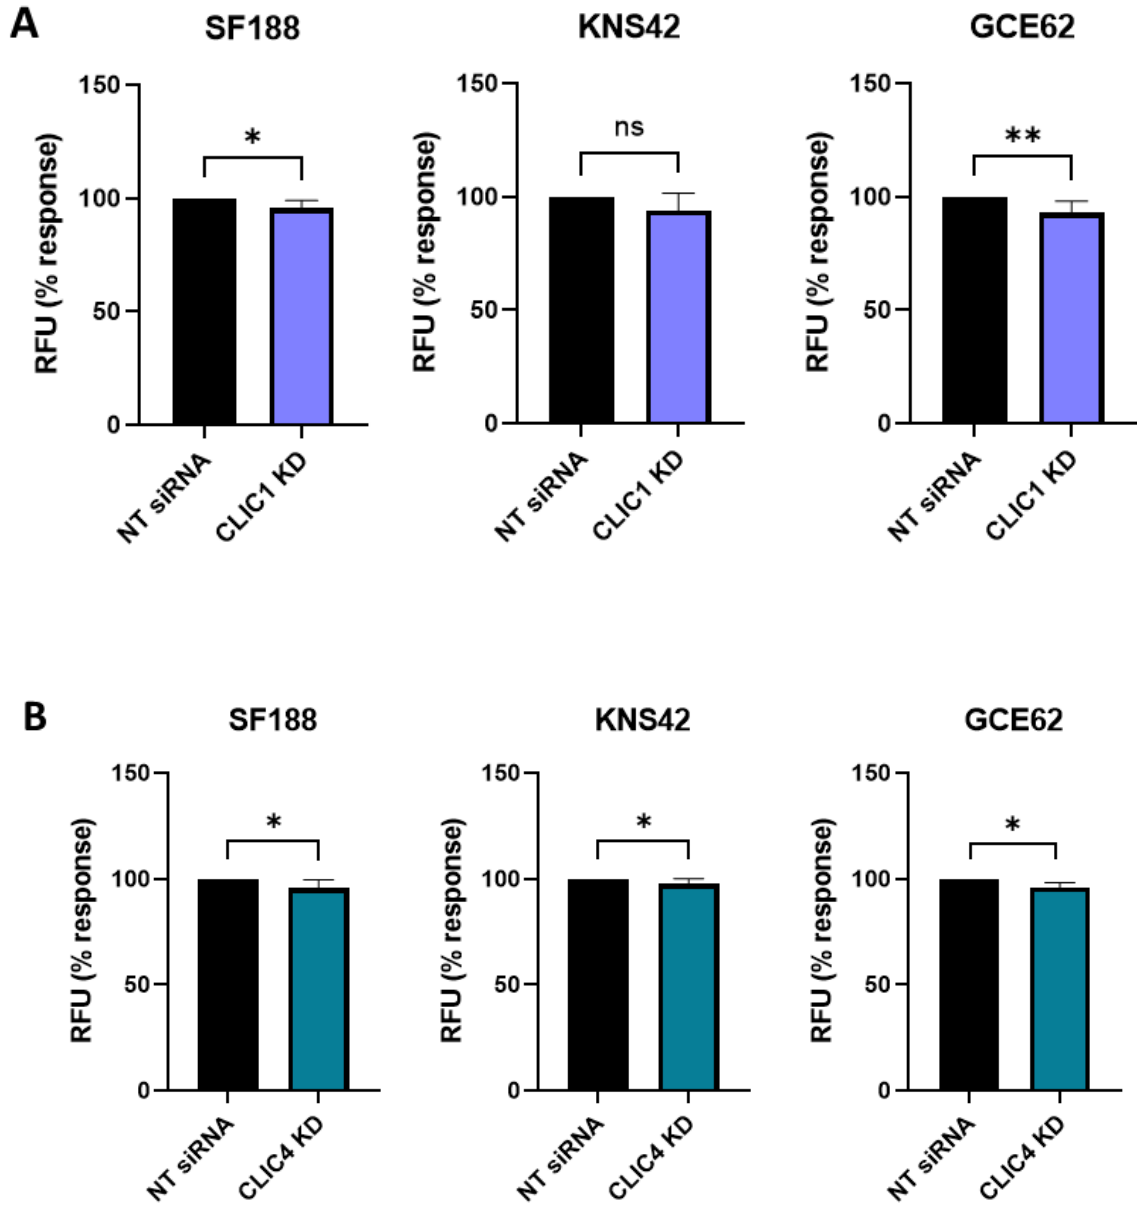 A
SF188
KNS42
GCE62
RFU (% response)
150
100
50
0
*
NT siRNA
CLIC1 KD
RFU (% response)
150
100
50
0
ns
NT siRNA
CLIC1 KD
RFU (% response)
150
100
50
0
**
NT siRNA
CLIC1 KD
B
SF188
KNS42
GCE62
RFU (% response)
150
100
50
0
*
NT siRNA
CLIC4 KD
RFU (% response)
150
100
50
0
*
NT siRNA
CLIC4 KD
RFU (% response)
150
100
50
0
*
NT siRNA
CLIC4 KD